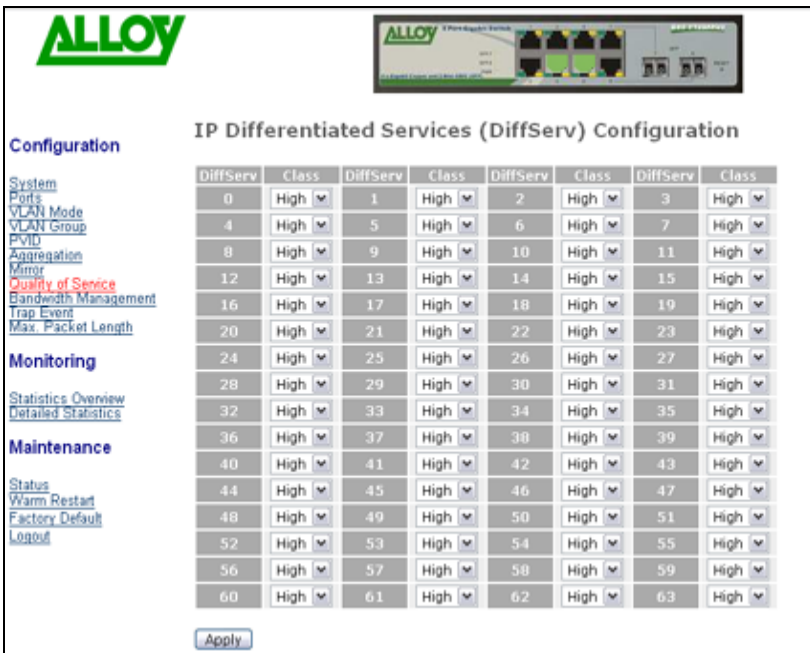 ALLOY
ALLOY
8 Port Gigabit Switch
IP Differentiated Services (DiffServ) Configuration
Configuration
System
Ports
VLAN Mode
VLAN Group
PVID
Aggregation
Mirror
Quality of Service
Bandwidth Management
Trap Event
Max. Packet Length
Monitoring
Statistics Overview
Detailed Statistics
Maintenance
Status
Warm Restart
Factory Default
Logout
DiffServ Class DiffServ Class DiffServ Class DiffServ Class
0 High 1 High 2 High 3 High
4 High 5 High 6 High 7 High
8 High 9 High 10 High 11 High
12 High 13 High 14 High 15 High
16 High 17 High 18 High 19 High
20 High 21 High 22 High 23 High
24 High 25 High 26 High 27 High
28 High 29 High 30 High 31 High
32 High 33 High 34 High 35 High
36 High 37 High 38 High 39 High
40 High 41 High 42 High 43 High
44 High 45 High 46 High 47 High
48 High 49 High 50 High 51 High
52 High 53 High 54 High 55 High
56 High 57 High 58 High 59 High
60 High 61 High 62 High 63 High
Apply